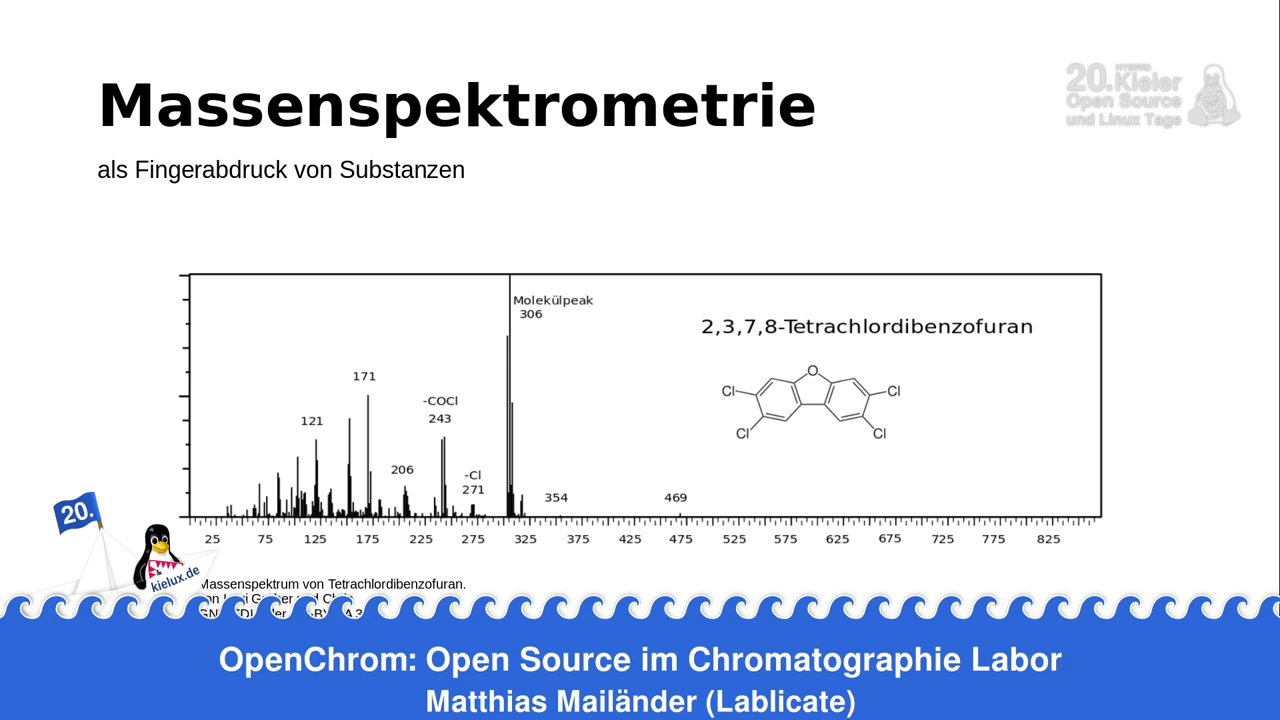 Massenspektrometrie
als Fingerabdruck von Substanzen
20. HYBRID Kieler
Open Source
und Linux Tage
Molekülpeak
306
2,3,7,8-Tetrachlordibenzofuran
O
Cl Cl
Cl Cl
171
-COCl
243
121
206
-Cl
271
354
469
25 75 125 175 225 275 325 375 425 475 525 575 625 675 725 775 825
20.
kielux.de
Massenspektrum von Tetrachlordibenzofuran.
OpenChrom: Open Source im Chromatographie Labor
Matthias Mailänder (Lablicate)